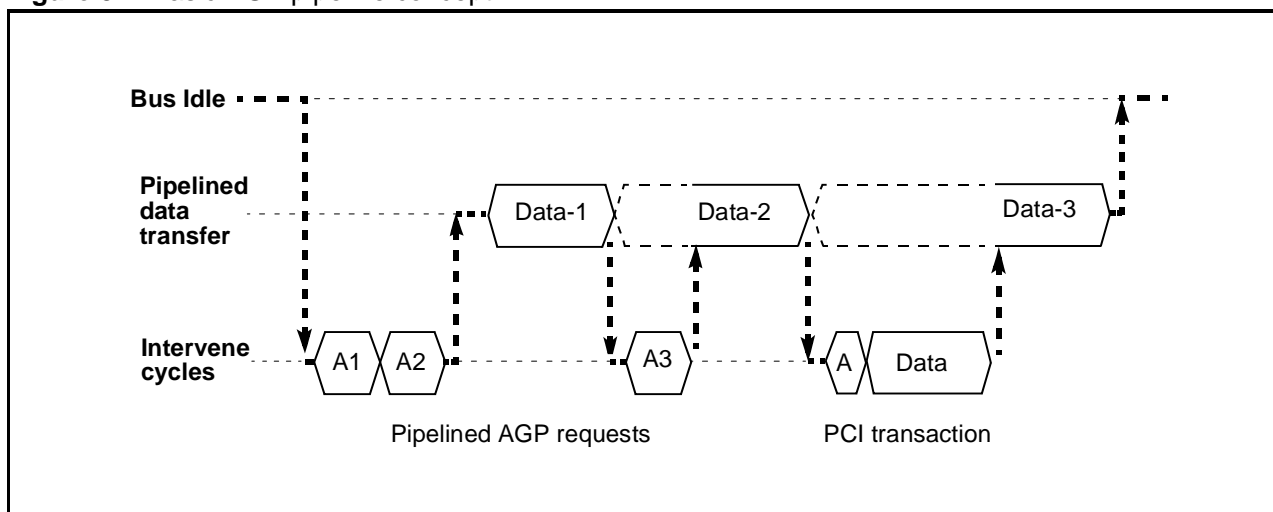 Bus Idle
Pipelined
data
transfer
Data-1
Data-2
Data-3
Intervene
cycles
A1
A2
A3
A
Data
Pipelined AGP requests
PCI transaction